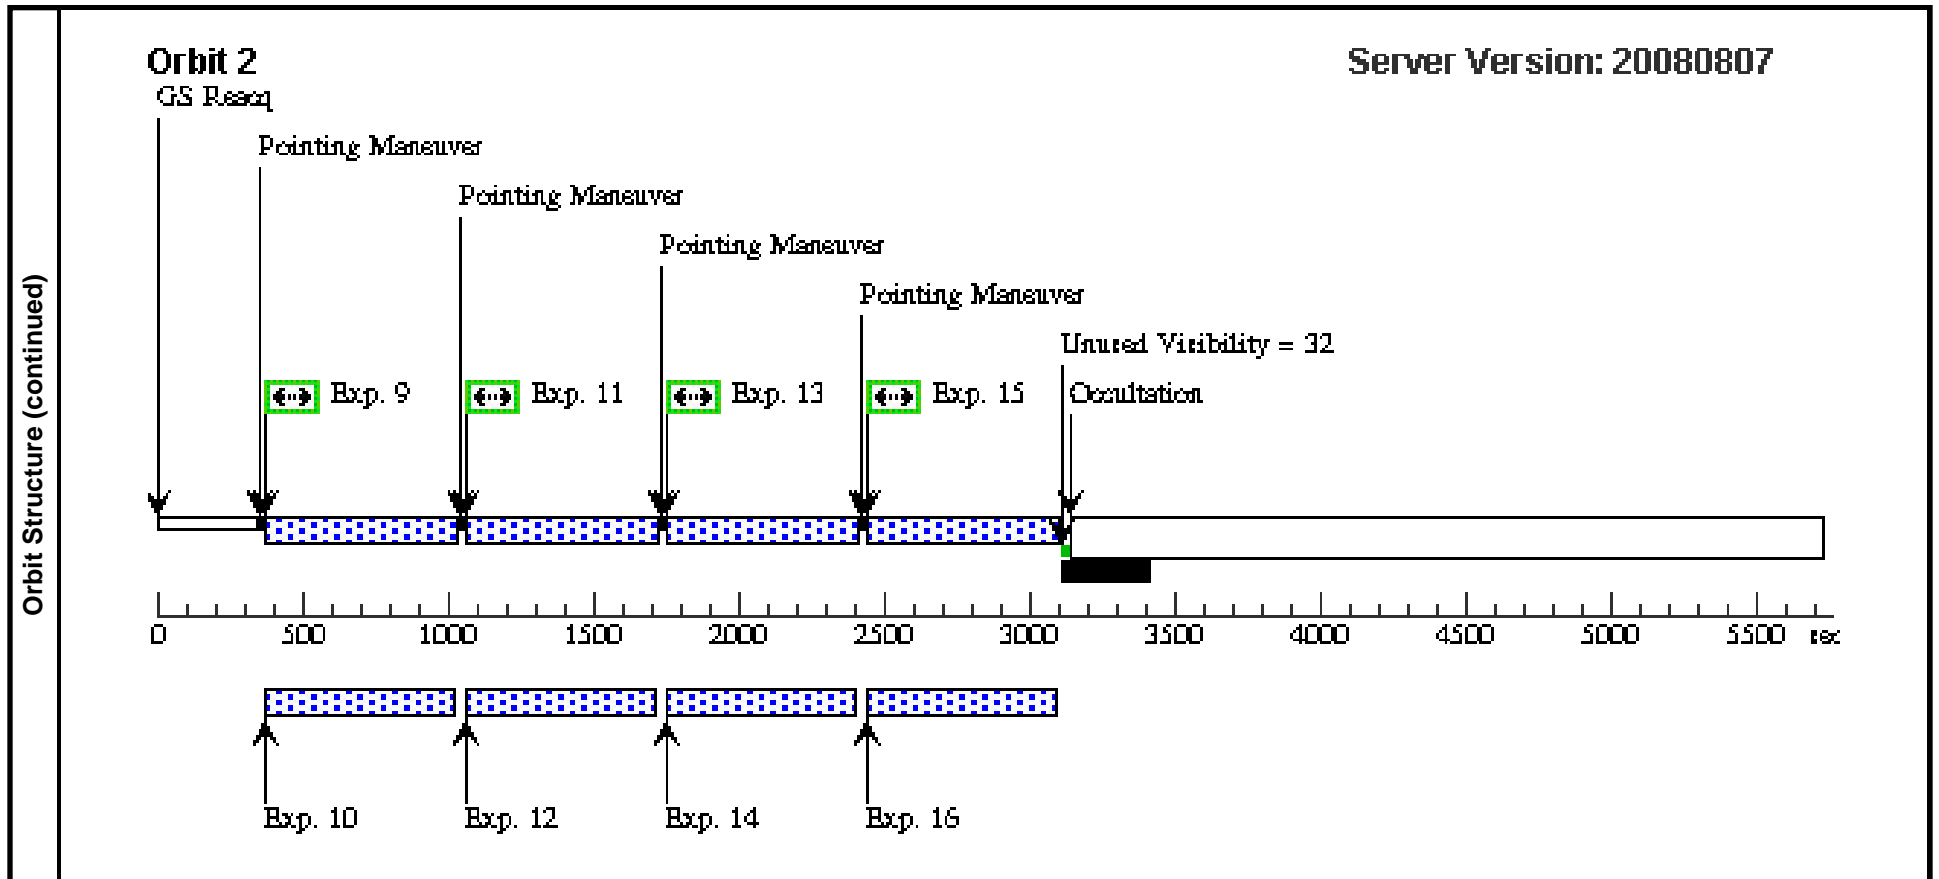 Orbit Structure (continued)
Orbit 2
Server Version: 20080807
GS Reacq
Pointing Maneuver
Pointing Maneuver
Pointing Maneuver
Pointing Maneuver
Unused Visibility = 32
Exp. 9
Exp. 11
Exp. 13
Exp. 15
Occultation
0 500 1000 1500 2000 2500 3000 3500 4000 4500 5000 5500 sec
Exp. 10
Exp. 12
Exp. 14
Exp. 16